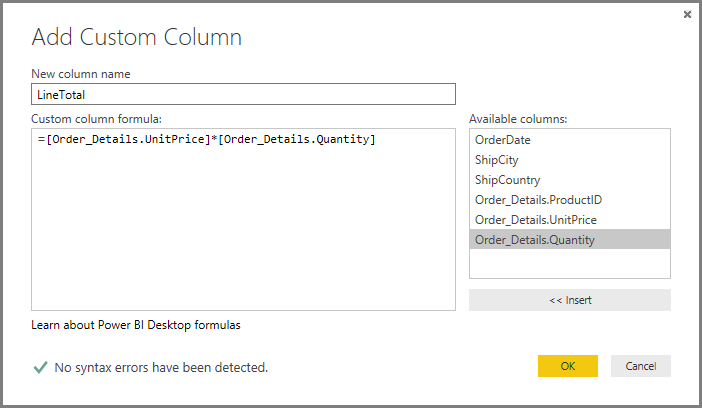 Add Custom Column
New column name
LineTotal
Custom column formula:
=[Order_Details.UnitPrice]*[Order_Details.Quantity]
Available columns:
OrderDate
ShipCity
ShipCountry
Order_Details.ProductID
Order_Details.UnitPrice
Order_Details.Quantity
<< Insert
Learn about Power BI Desktop formulas
No syntax errors have been detected.
OK
Cancel